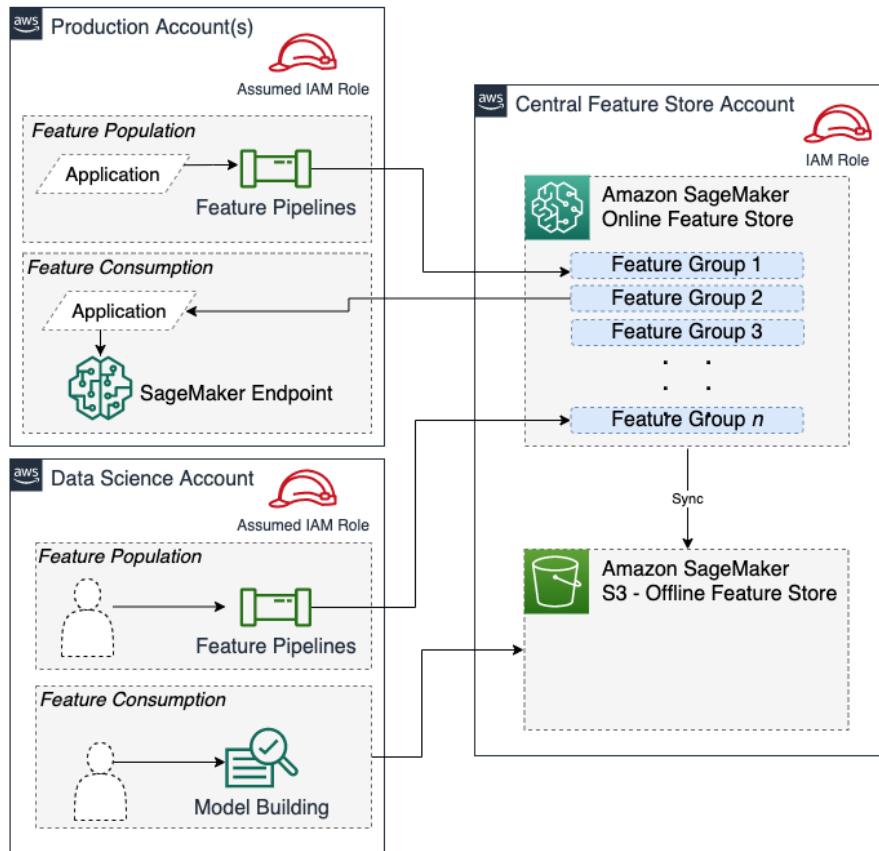 aws
Production Account(s)
Assumed IAM Role
Feature Population
Application
Feature Pipelines
Feature Consumption
Application
SageMaker Endpoint
aws
Data Science Account
Assumed IAM Role
Feature Population
Feature Pipelines
Feature Consumption
Model Building
aws
Central Feature Store Account
IAM Role
Amazon SageMaker
Online Feature Store
Feature Group 1
Feature Group 2
Feature Group 3
Feature Group n
Sync
Amazon SageMaker
S3 - Offline Feature Store